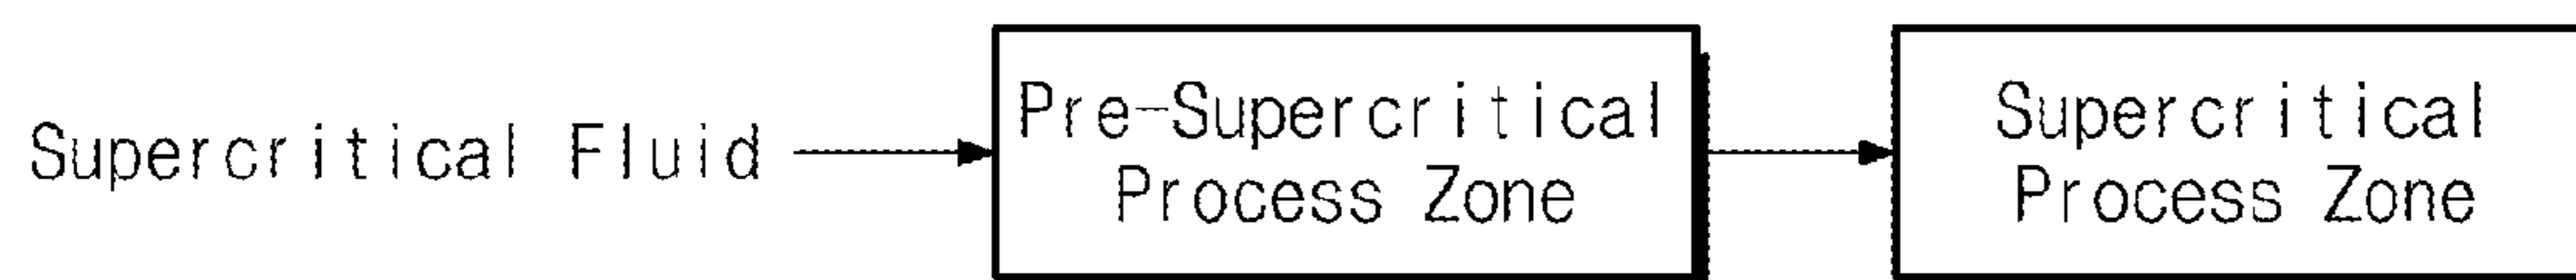 Supercritical Fluid
Pre-Supercritical
Process Zone
Supercritical
Process Zone